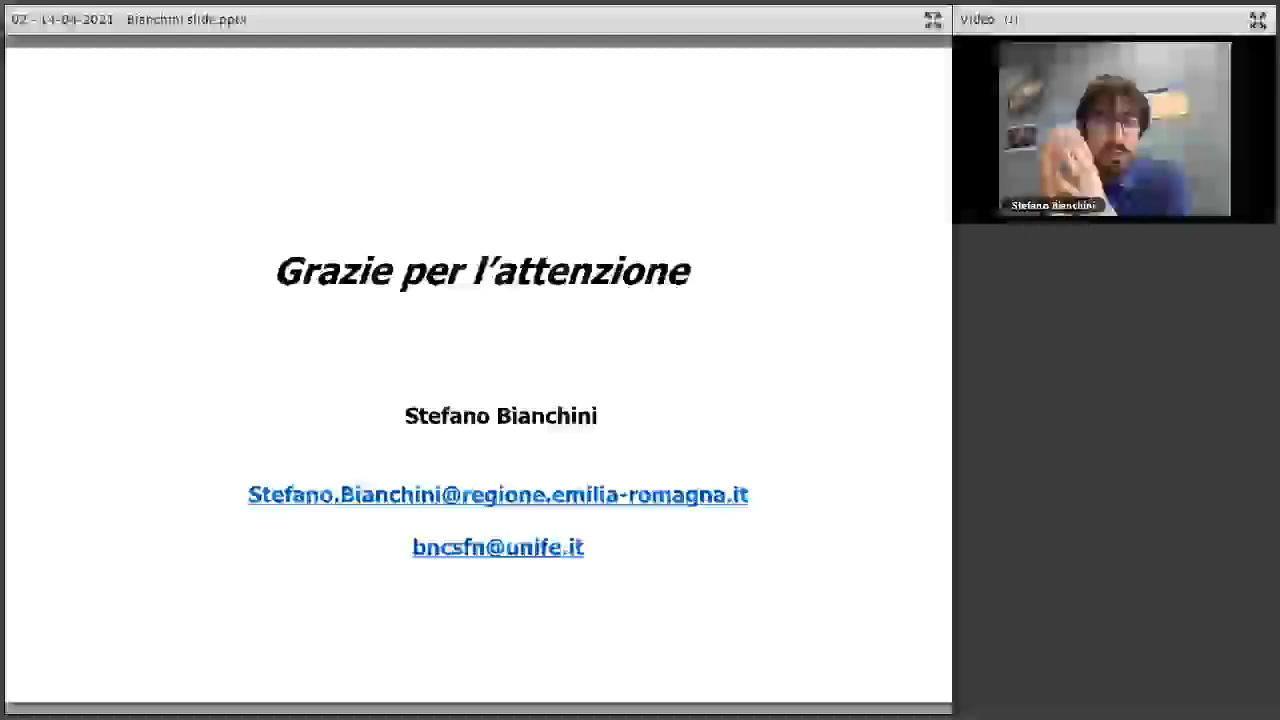 02 - 14-04-2021 Bianchini slide.pptx
Video (1)
Stefano Bianchini
Grazie per l'attenzione
Stefano Bianchini
Stefano.Bianchini@regione.emilia-romagna.it
bncsfn@unife.it